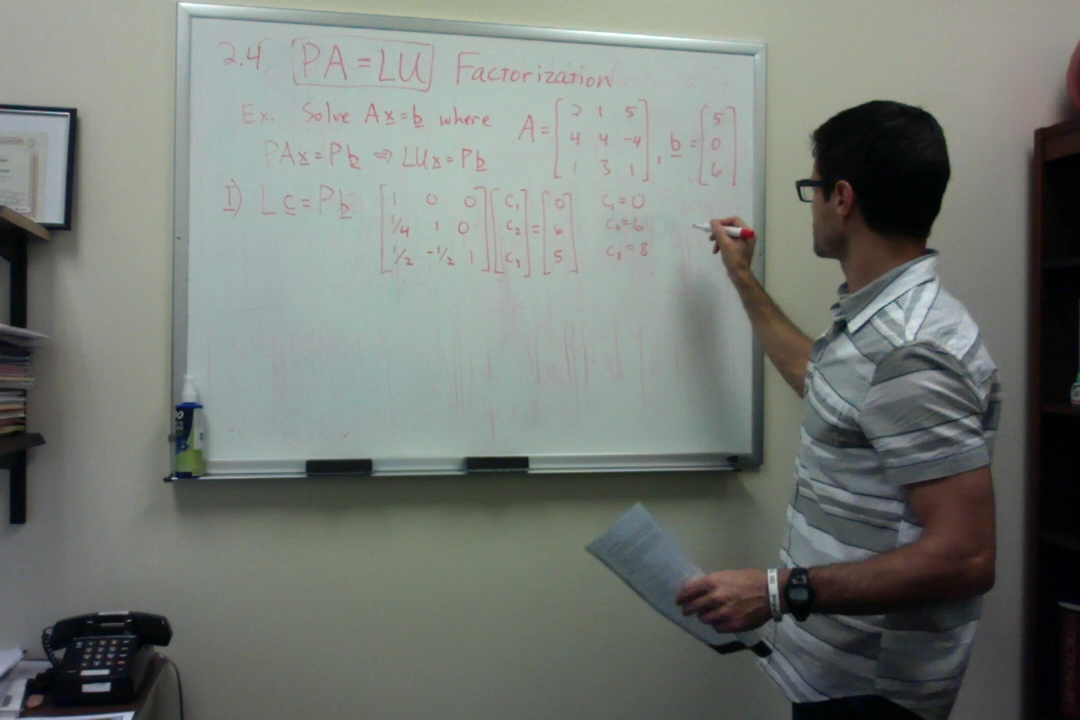 2.4 PA = LU Factorization
Ex. Solve Ax = b where A = [2 1 5; 4 4 -4; 1 3 1], b = [5; 0; 6]
PAx = Pb ⇒ LUx = Pb
I) Lc = Pb [1 0 0; 1/4 1 0; 1/2 -1/2 1] [c₁; c₂; c₃] = [0; 6; 5] c₁ = 0
c₂ = 6
c₃ = 8